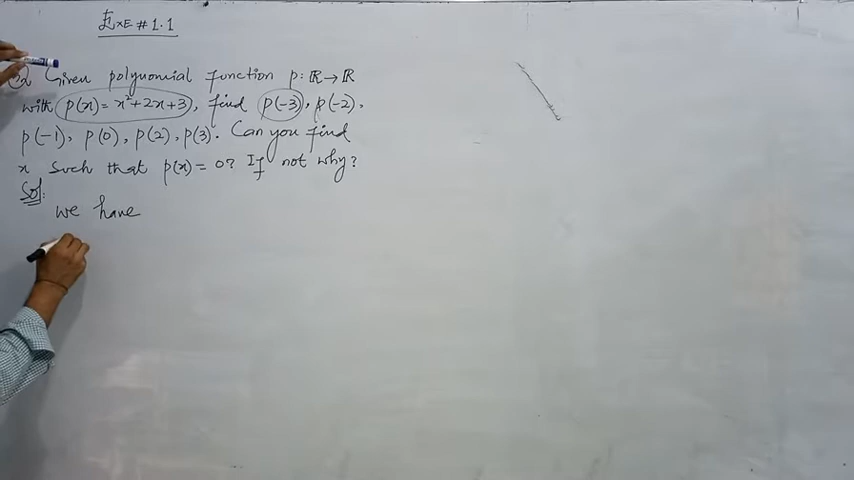 Exe # 1.1
Given polynomial function p: ℝ → ℝ
with p(x) = x² + 2x + 3, find p(-3), p(-2),
p(-1), p(0), p(2), p(3). Can you find
x Such that p(x) = 0? If not why?
Sol:
we have